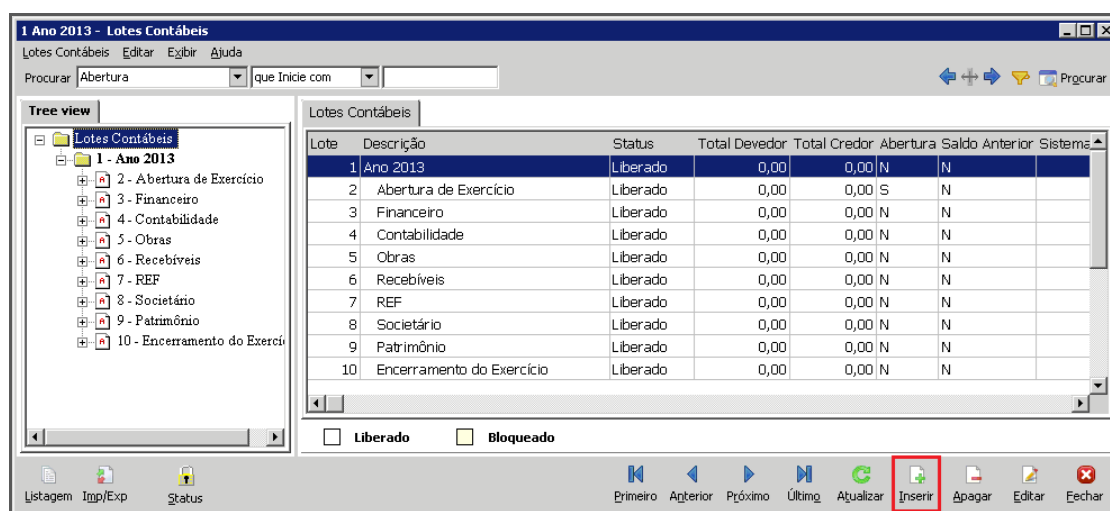 1 Ano 2013 - Lotes Contábeis
Lotes Contábeis Editar Exibir Ajuda
Procurar Abertura que Inicie com Procurar
Tree view
Lotes Contábeis
1 - Ano 2013
2 - Abertura de Exercício
3 - Financeiro
4 - Contabilidade
5 - Obras
6 - Recebíveis
7 - REF
8 - Societário
9 - Patrimônio
10 - Encerramento do Exercí
Lotes Contábeis
Lote Descrição Status Total Devedor Total Credor Abertura Saldo Anterior Sistema
1 Ano 2013 Liberado 0,00 0,00 N N
2 Abertura de Exercício Liberado 0,00 0,00 S N
3 Financeiro Liberado 0,00 0,00 N N
4 Contabilidade Liberado 0,00 0,00 N N
5 Obras Liberado 0,00 0,00 N N
6 Recebíveis Liberado 0,00 0,00 N N
7 REF Liberado 0,00 0,00 N N
8 Societário Liberado 0,00 0,00 N N
9 Patrimônio Liberado 0,00 0,00 N N
10 Encerramento do Exercício Liberado 0,00 0,00 N N
Liberado Bloqueado
Listagem Imp/Exp Status Primeiro Anterior Próximo Último Atualizar Inserir Apagar Editar Fechar